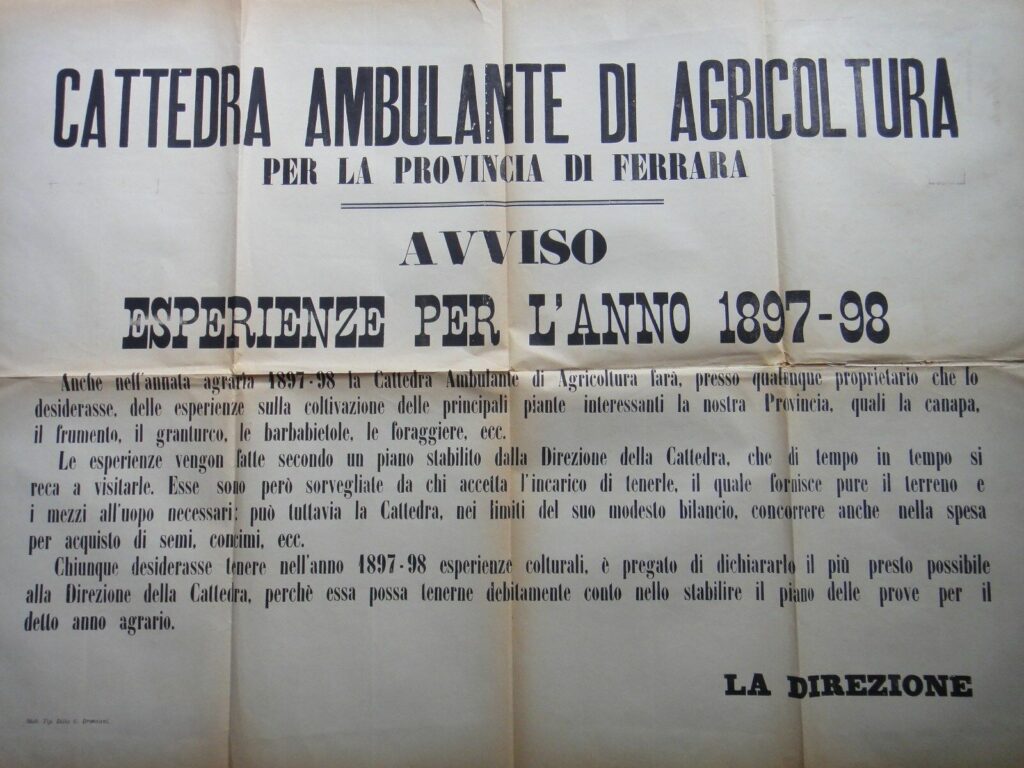 CATTEDRA AMBULANTE DI AGRICOLTURA
PER LA PROVINCIA DI FERRARA
AVVISO
ESPERIENZE PER L'ANNO 1897-98
Anche nell'annata agraria 1897-98 la Cattedra Ambulante di Agricoltura farà, presso qualunque proprietario che lo
desiderasse, delle esperienze sulla coltivazione delle principali piante interessanti la nostra Provincia, quali la canapa,
il frumento, il granturco, le barbabietole, le foraggiere, ecc.
Le esperienze vengon fatte secondo un piano stabilito dalla Direzione della Cattedra, che di tempo in tempo si
reca a visitarle. Esse sono però sorvegliate da chi accetta l'incarico di tenerle, il quale fornisce pure il terreno e
i mezzi all'uopo necessari; può tuttavia la Cattedra, nei limiti del suo modesto bilancio, concorrere anche nella spesa
per acquisto di semi, concimi, ecc.
Chiunque desiderasse tenere nell'anno 1897-98 esperienze colturali, è pregato di dichiararlo il più presto possibile
alla Direzione della Cattedra, perchè essa possa tenerne debitamente conto nello stabilire il piano delle prove per il
detto anno agrario.
LA DIREZIONE
Tip.